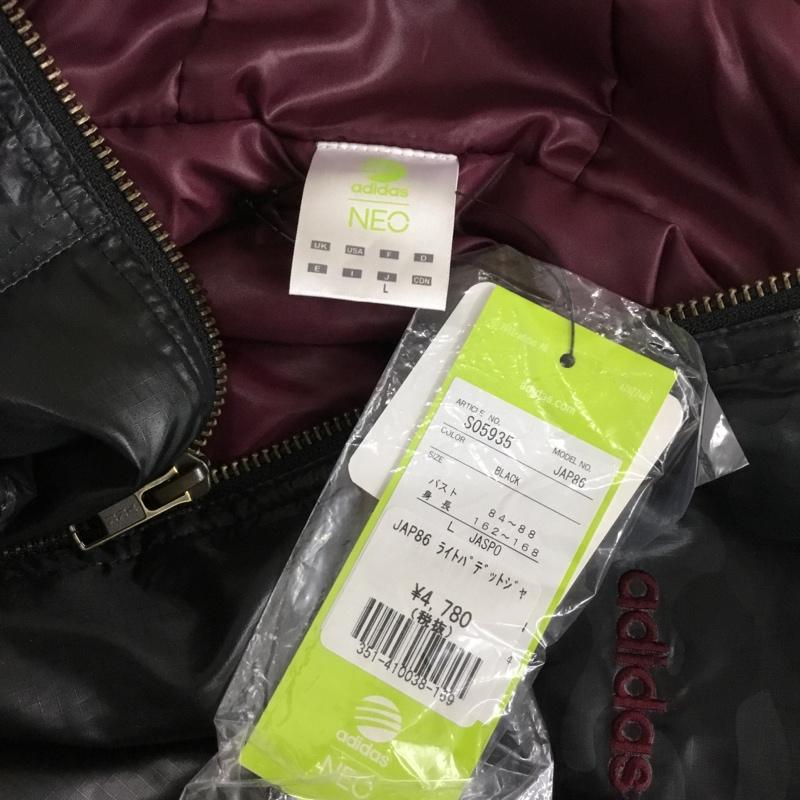 adidas
NEO
UK USA F D
E I J CDN
L
adidas.com
ARTICLE NO.
S05935
MODEL NO.
JAP86
COLOR
BLACK
SIZE
バスト 84~88
身長 162~168
L JASPO
JAP86 ライトパデットジャ
¥4,780
(税抜)
351-410038-159
adidas
NEO
adidas